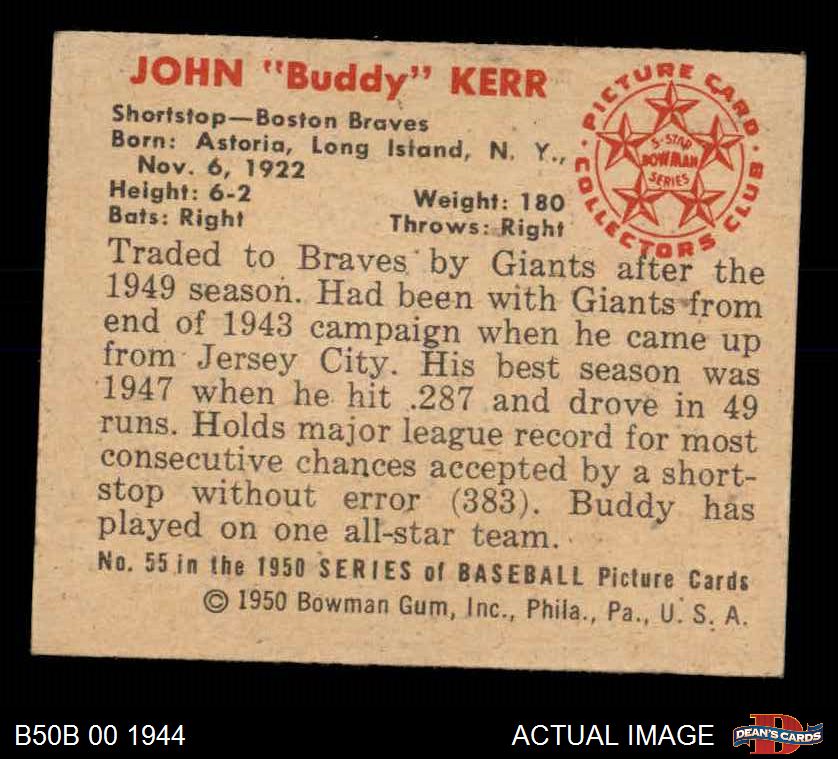 JOHN "Buddy" KERR
Shortstop—Boston Braves
Born: Astoria, Long Island, N. Y.,
Nov. 6, 1922
Height: 6-2 Weight: 180
Bats: Right Throws: Right
PICTURE CARD
COLLECTORS CLUB
5-STAR
BOWMAN
SERIES
Traded to Braves by Giants after the
1949 season. Had been with Giants from
end of 1943 campaign when he came up
from Jersey City. His best season was
1947 when he hit .287 and drove in 49
runs. Holds major league record for most
consecutive chances accepted by a short-
stop without error (383). Buddy has
played on one all-star team.
No. 55 in the 1950 SERIES of BASEBALL Picture Cards
© 1950 Bowman Gum, Inc., Phila., Pa., U. S. A.
B50B 00 1944
ACTUAL IMAGE
D
DEAN'S CARDS